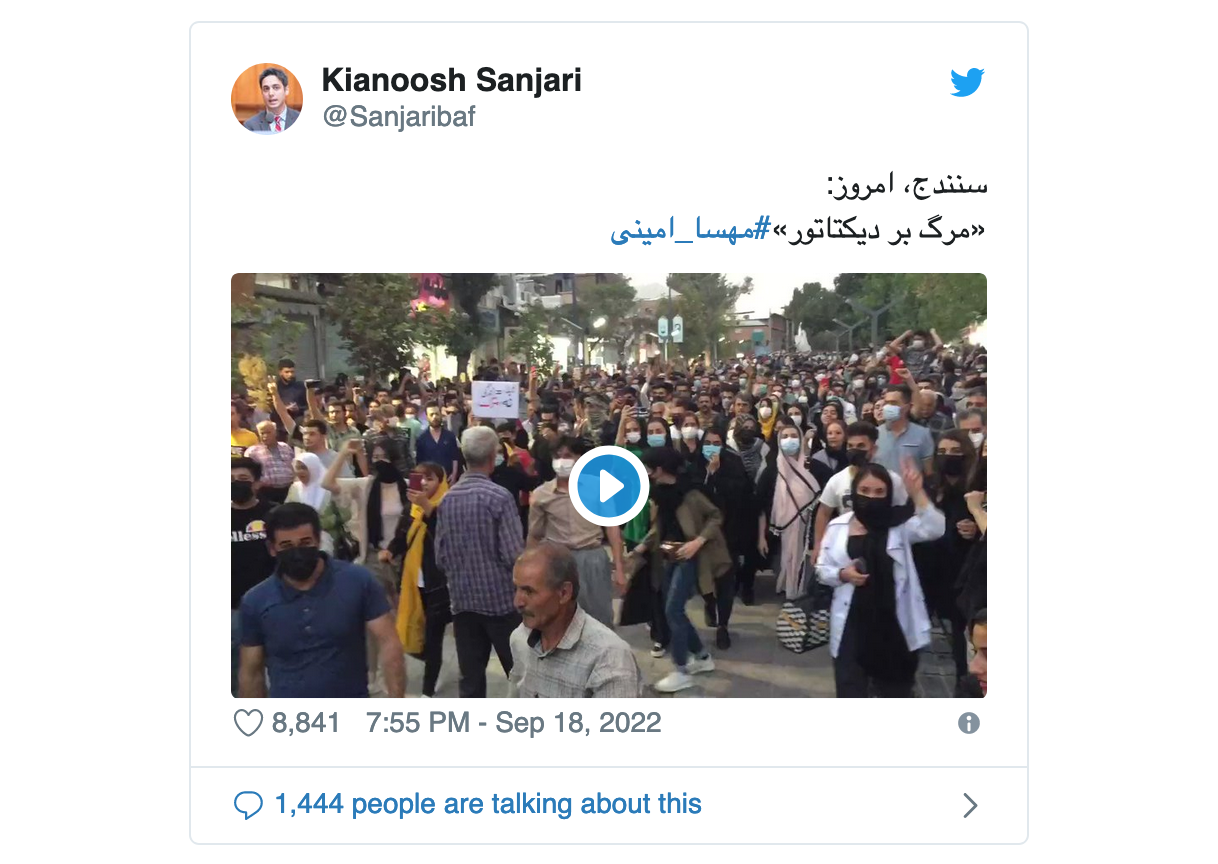 Kianoosh Sanjari
@Sanjaribaf
سنندج، امروز:
«مرگ بر دیکتاتور»#مهسا_امینی
8,841 7:55 PM - Sep 18, 2022
1,444 people are talking about this